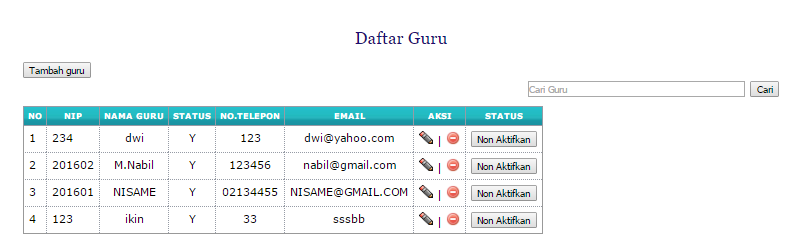 Daftar Guru
Tambah guru
Cari Guru Cari
NO NIP NAMA GURU STATUS NO.TELEPON EMAIL AKSI STATUS
1 234 dwi Y 123 dwi@yahoo.com | Non Aktifkan
2 201602 M.Nabil Y 123456 nabil@gmail.com | Non Aktifkan
3 201601 NISAME Y 02134455 NISAME@GMAIL.COM | Non Aktifkan
4 123 ikin Y 33 sssbb | Non Aktifkan